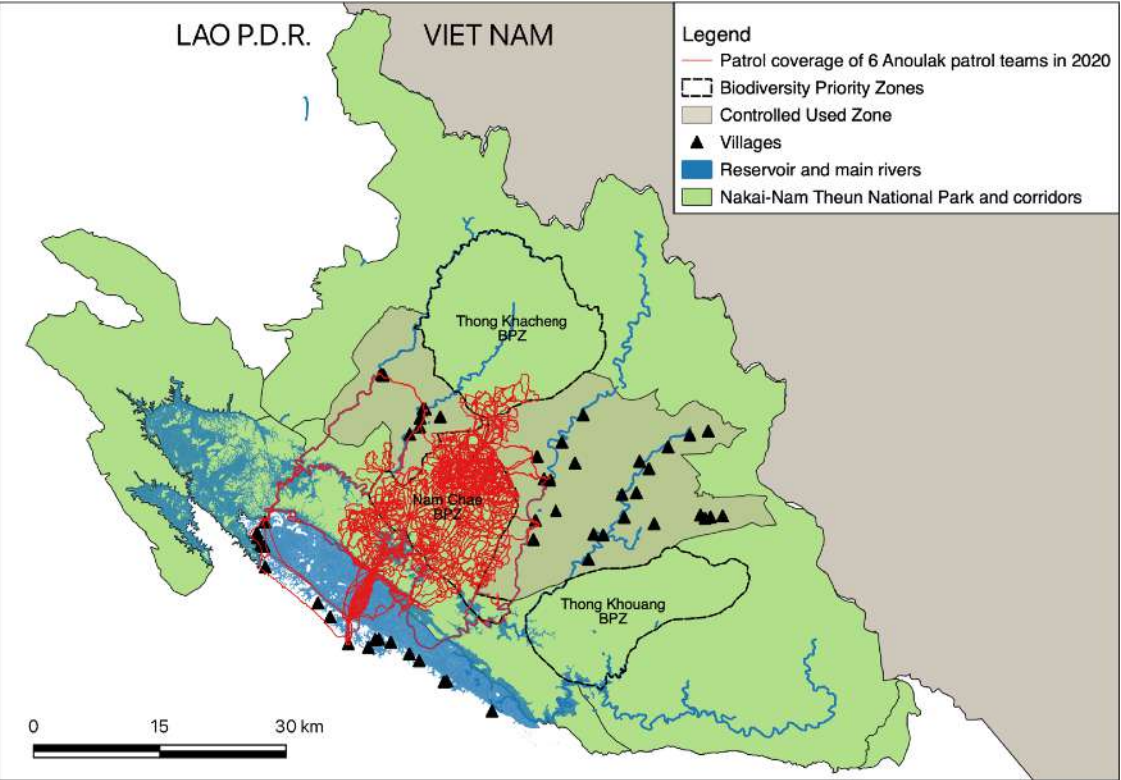 LAO P.D.R.
VIET NAM
Legend
Patrol coverage of 6 Anoulak patrol teams in 2020
Biodiversity Priority Zones
Controlled Used Zone
Villages
Reservoir and main rivers
Nakai-Nam Theun National Park and corridors
Thong Khacheng
BPZ
Nam Chae
BPZ
Thong Khouang
BPZ
0 15 30 km